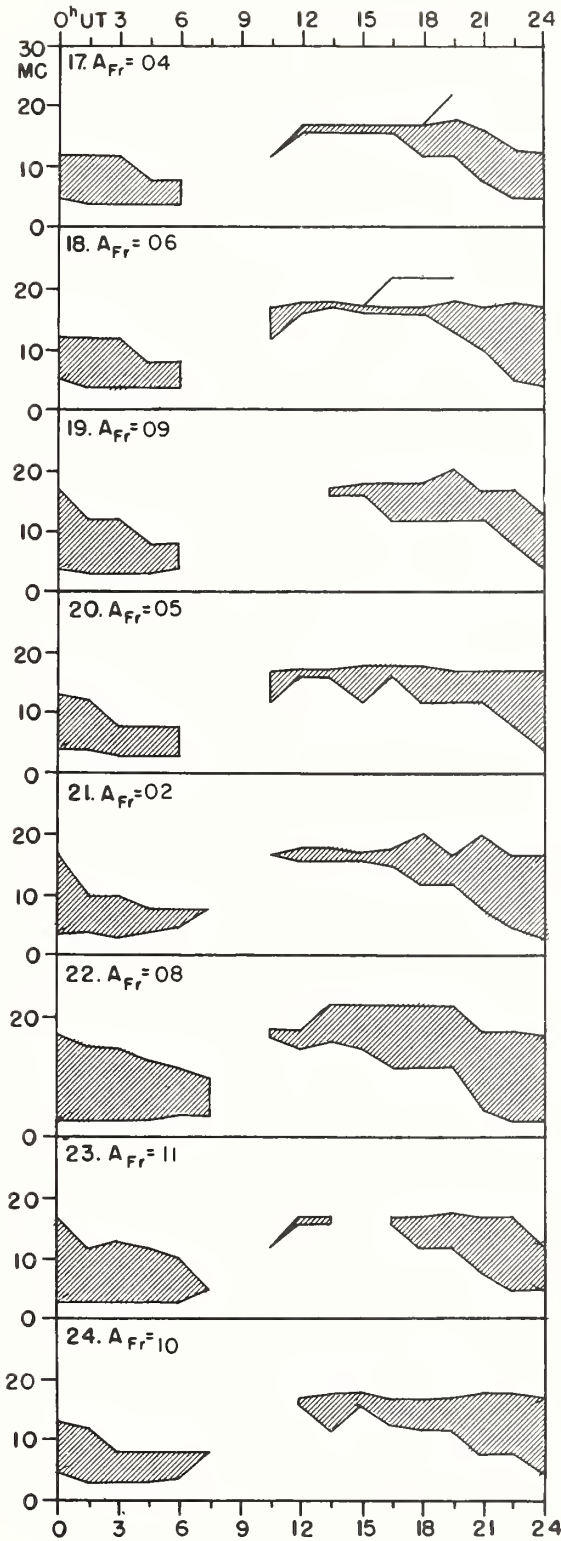 0ʰ UT 3 6 9 12 15 18 21 24
30
MC
17. A_Fr = 04
20
10
0
18. A_Fr = 06
20
10
0
19. A_Fr = 09
20
10
0
20. A_Fr = 05
20
10
0
21. A_Fr = 02
20
10
0
22. A_Fr = 08
20
0
23. A_Fr = 11
20
10
0
24. A_Fr = 10
20
10
0
0 3 6 9 12 15 18 21 24